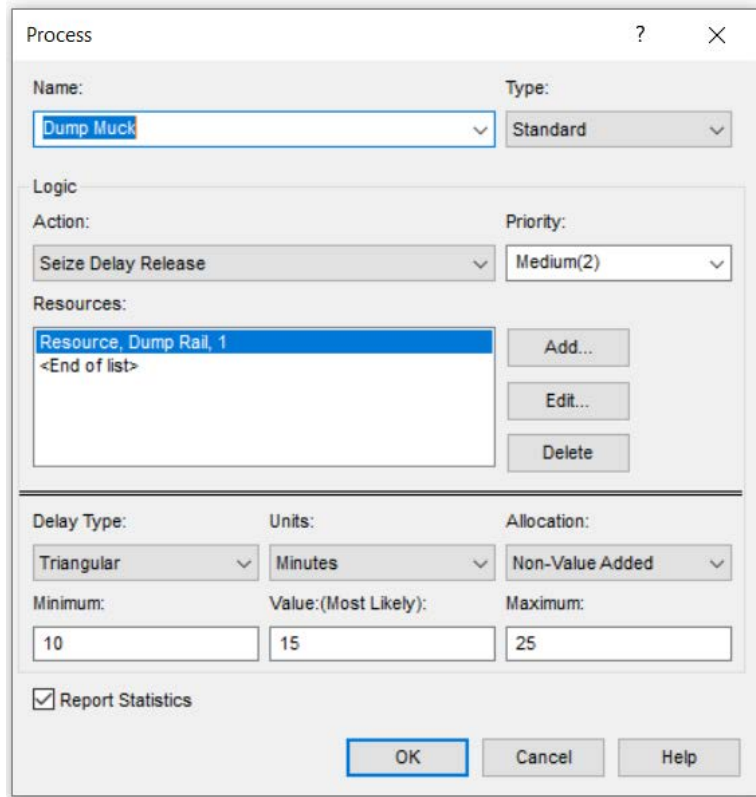 Process ?
Name: Type:
Dump Muck Standard
Logic
Action: Priority:
Seize Delay Release Medium(2)
Resources:
Resource, Dump Rail, 1
<End of list>
Add...
Edit...
Delete
Delay Type: Units: Allocation:
Triangular Minutes Non-Value Added
Minimum: Value:(Most Likely): Maximum:
10 15 25
Report Statistics
OK Cancel Help